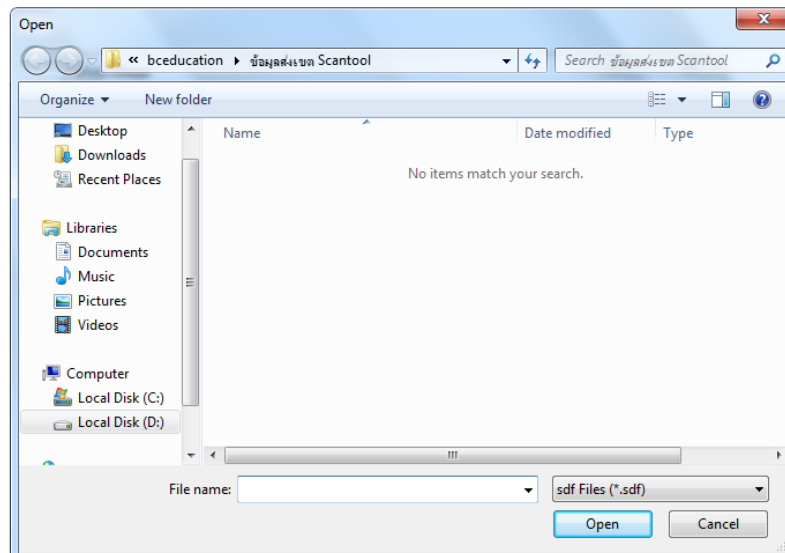 Open
« bceducation ▸ ข้อมูลส่งเขต Scantool
Search ข้อมูลส่งเขต Scantool
Organize
New folder
Name
Date modified
Type
No items match your search.
Desktop
Downloads
Recent Places
Libraries
Documents
Music
Pictures
Videos
Computer
Local Disk (C:)
Local Disk (D:)
File name:
sdf Files (*.sdf)
Open
Cancel